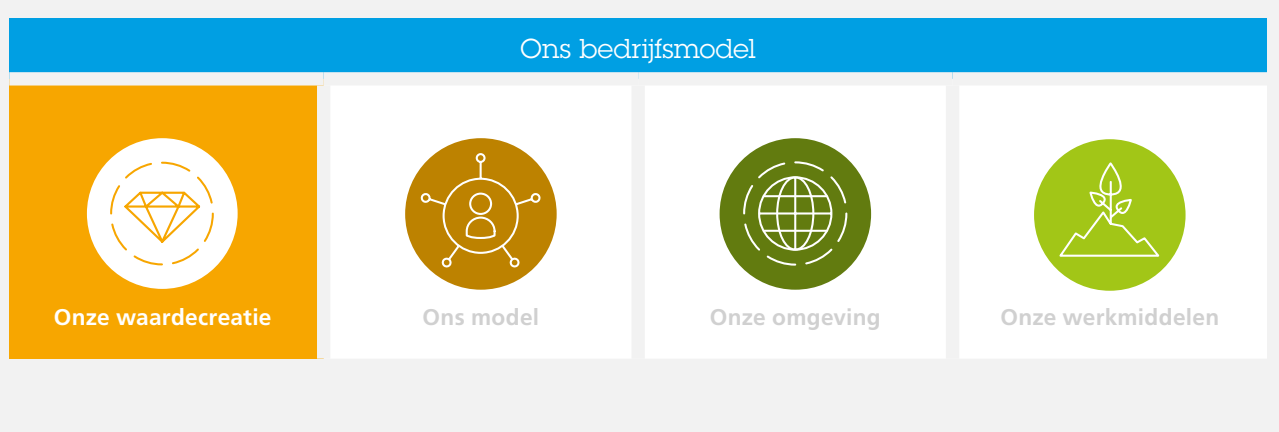 Ons bedrijfsmodel
Onze waardecreatie
Ons model
Onze omgeving
Onze werkmiddelen